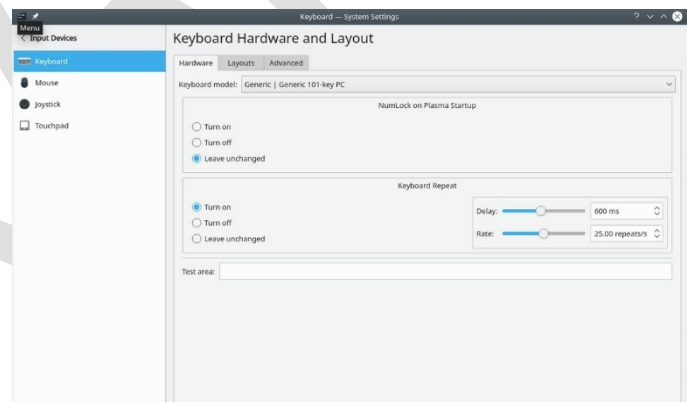 Keyboard — System Settings
Menu
Input Devices
Keyboard Hardware and Layout
Keyboard
Mouse
Joystick
Touchpad
Hardware Layouts Advanced
Keyboard model: Generic | Generic 101-key PC
NumLock on Plasma Startup
Turn on
Turn off
Leave unchanged
Keyboard Repeat
Turn on
Turn off
Leave unchanged
Delay: 600 ms
Rate: 25.00 repeats/s
Test area: